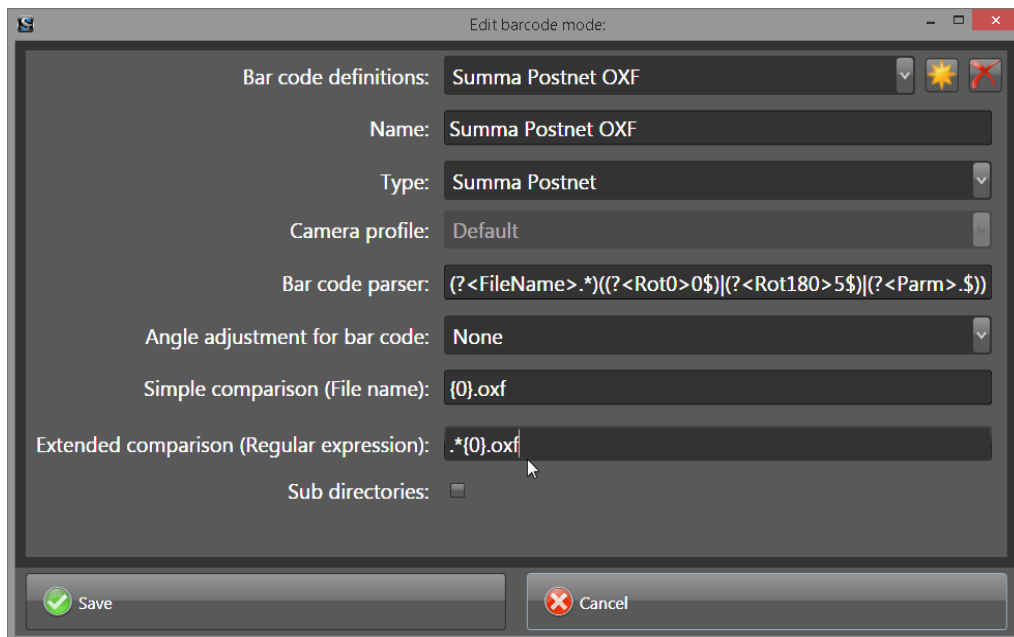 Edit barcode mode:
Bar code definitions: Summa Postnet OXF
Name: Summa Postnet OXF
Type: Summa Postnet
Camera profile: Default
Bar code parser: (?<FileName>.*)((?<Rot0>0$)|(?<Rot180>5$)|(?<Parm>.$))
Angle adjustment for bar code: None
Simple comparison (File name): {0}.oxf
Extended comparison (Regular expression): .*{0}.oxf
Sub directories:
Save Cancel